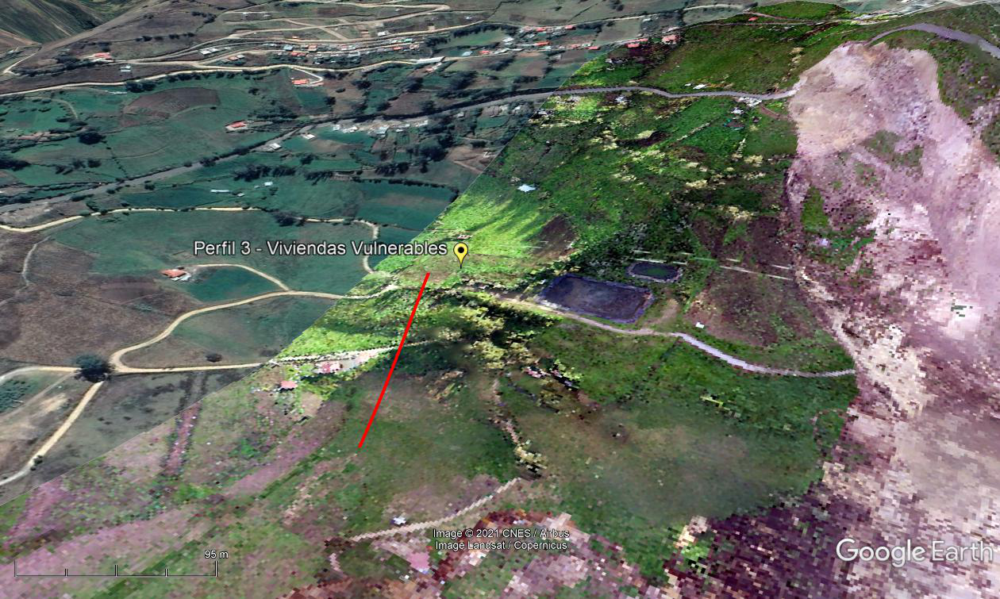 Perfil 3 - Viviendas Vulnerables
Image © 2021 CNES / Airbus
Image Landsat / Copernicus
95 m
Google Earth